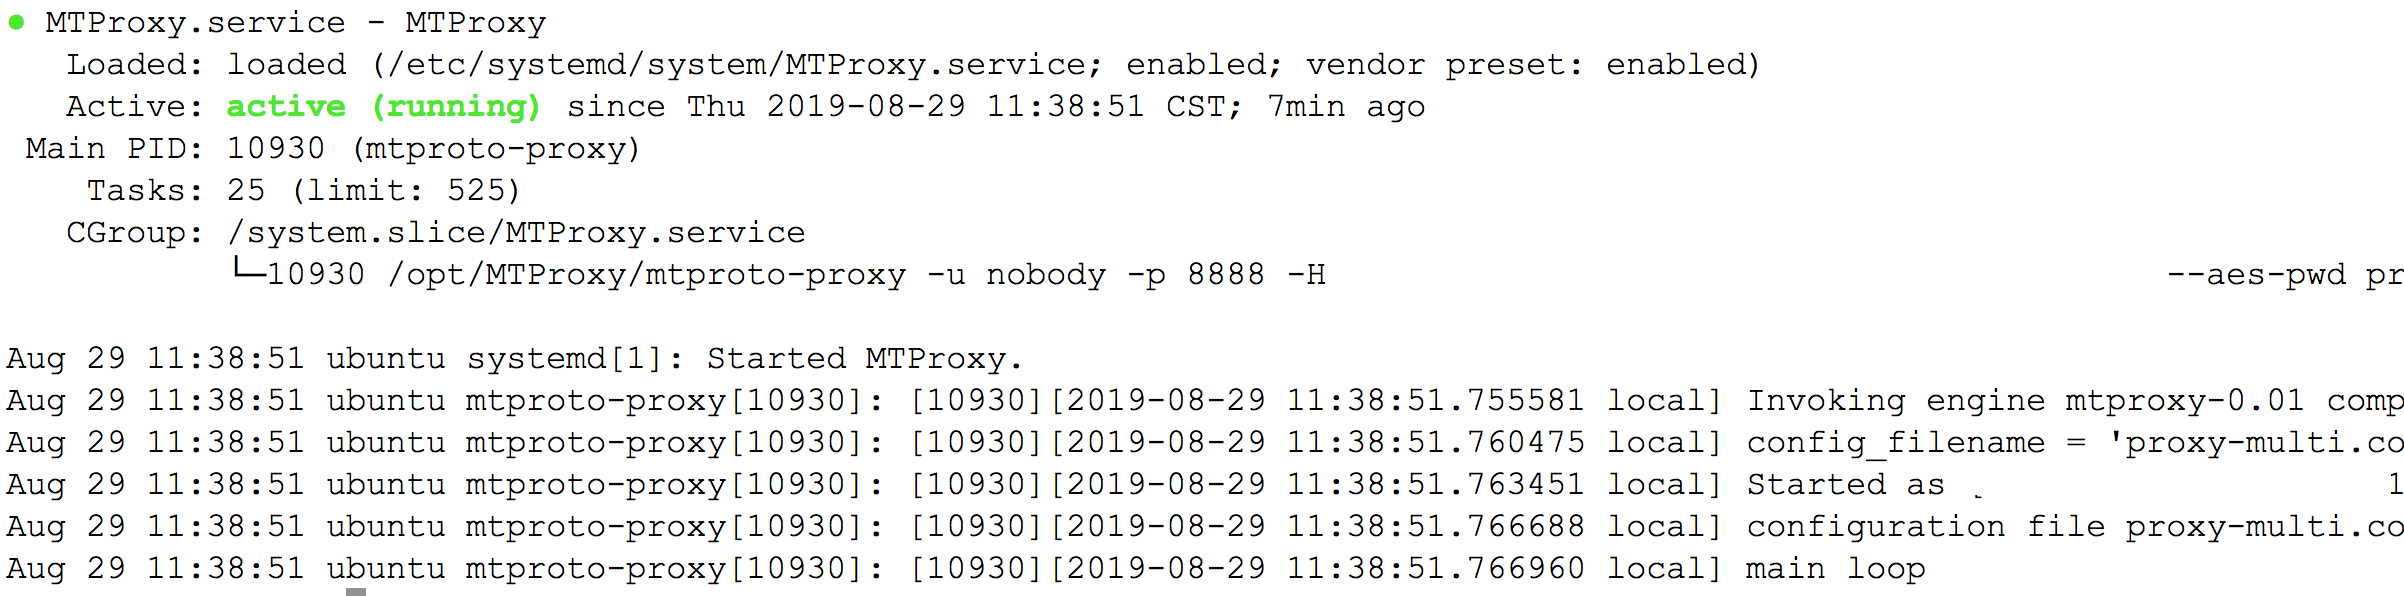 ● MTProxy.service - MTProxy
Loaded: loaded (/etc/systemd/system/MTProxy.service; enabled; vendor preset: enabled)
Active: active (running) since Thu 2019-08-29 11:38:51 CST; 7min ago
Main PID: 10930 (mtproto-proxy)
Tasks: 25 (limit: 525)
CGroup: /system.slice/MTProxy.service
└─10930 /opt/MTProxy/mtproto-proxy -u nobody -p 8888 -H --aes-pwd pr
Aug 29 11:38:51 ubuntu systemd[1]: Started MTProxy.
Aug 29 11:38:51 ubuntu mtproto-proxy[10930]: [10930][2019-08-29 11:38:51.755581 local] Invoking engine mtproxy-0.01 comp
Aug 29 11:38:51 ubuntu mtproto-proxy[10930]: [10930][2019-08-29 11:38:51.760475 local] config_filename = 'proxy-multi.co
Aug 29 11:38:51 ubuntu mtproto-proxy[10930]: [10930][2019-08-29 11:38:51.763451 local] Started as 1
Aug 29 11:38:51 ubuntu mtproto-proxy[10930]: [10930][2019-08-29 11:38:51.766688 local] configuration file proxy-multi.co
Aug 29 11:38:51 ubuntu mtproto-proxy[10930]: [10930][2019-08-29 11:38:51.766960 local] main loop